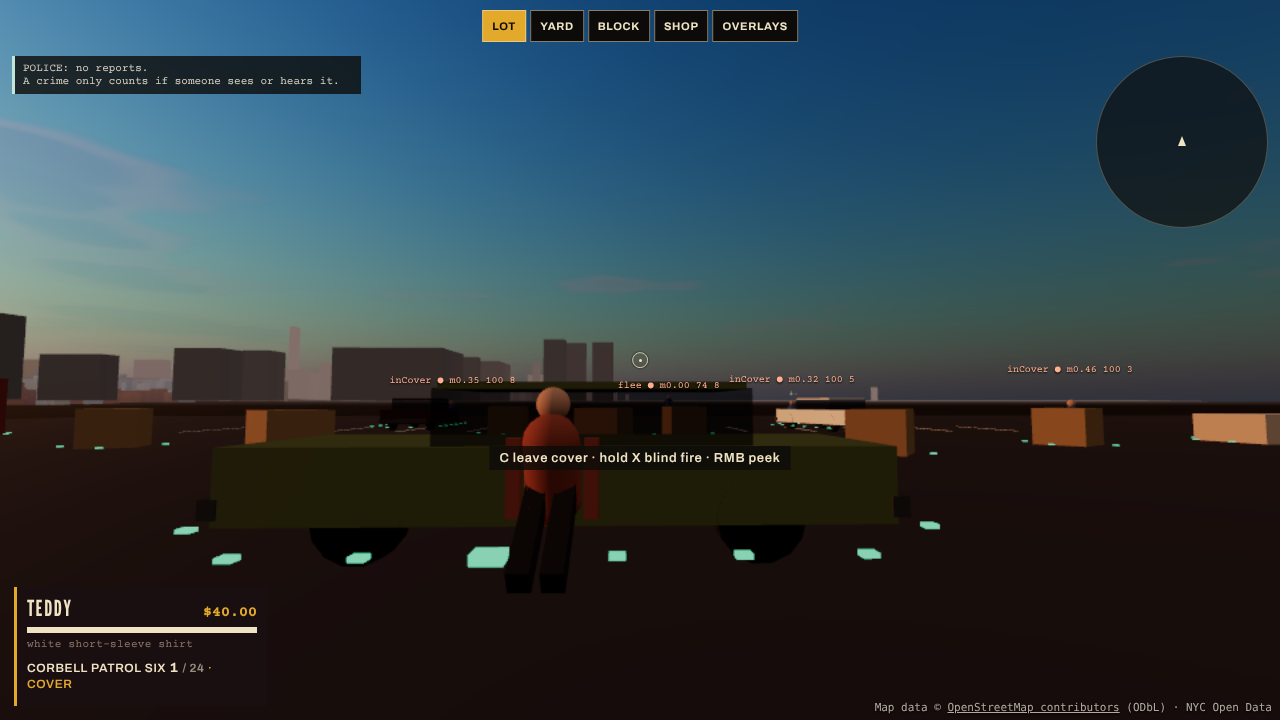 LOT YARD BLOCK SHOP OVERLAYS
POLICE: no reports.
A crime only counts if someone sees or hears it.
inCover ● m0.35 100 8
flee ● m0.00 74 8
inCover ● m0.32 100 5
inCover ● m0.46 100 3
C leave cover · hold X blind fire · RMB peek
TEDDY $40.00
white short-sleeve shirt
CORBELL PATROL SIX 1 / 24 ·
COVER
Map data © OpenStreetMap contributors (ODbL) · NYC Open Data